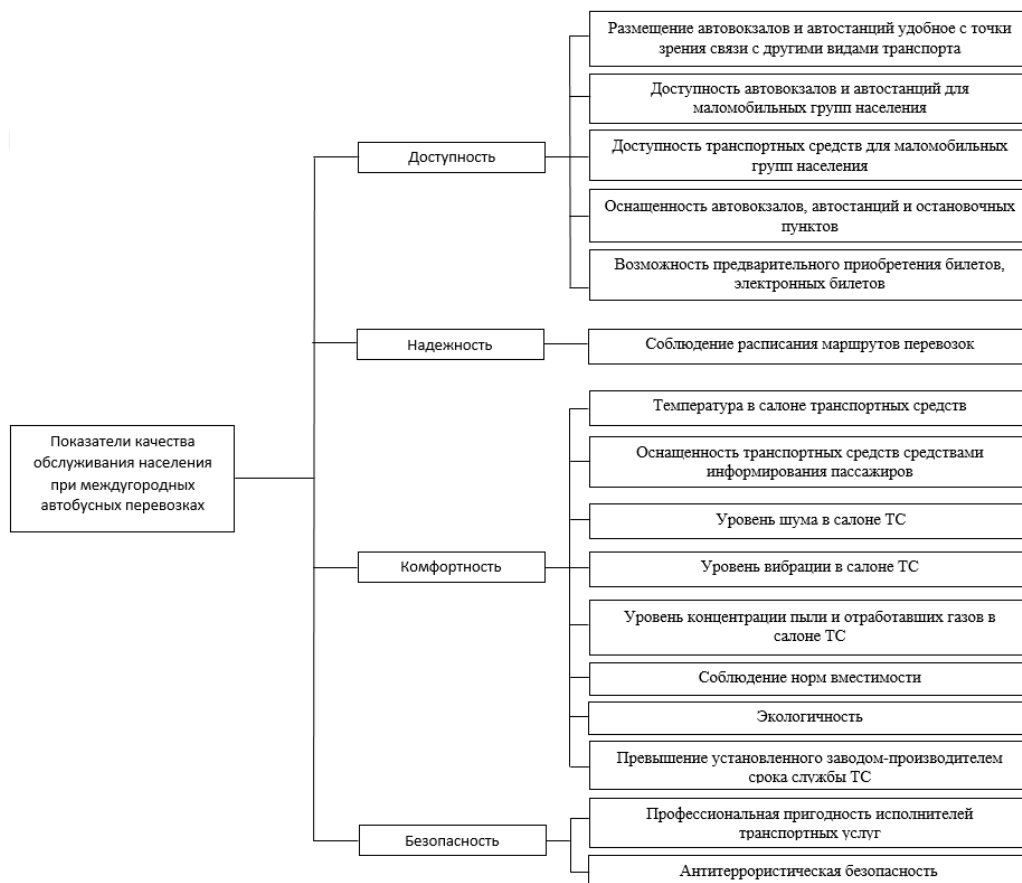 Показатели качества
обслуживания населения
при междугородных
автобусных перевозках
Доступность
Размещение автовокзалов и автостанций удобное с точки
зрения связи с другими видами транспорта
Доступность автовокзалов и автостанций для
маломобильных групп населения
Доступность транспортных средств для маломобильных
групп населения
Оснащенность автовокзалов, автостанций и остановочных
пунктов
Возможность предварительного приобретения билетов,
электронных билетов
Надежность
Соблюдение расписания маршрутов перевозок
Комфортность
Температура в салоне транспортных средств
Оснащенность транспортных средств средствами
информирования пассажиров
Уровень шума в салоне ТС
Уровень вибрации в салоне ТС
Уровень концентрации пыли и отработавших газов в
салоне ТС
Соблюдение норм вместимости
Экологичность
Превышение установленного заводом-производителем
срока службы ТС
Безопасность
Профессиональная пригодность исполнителей
транспортных услуг
Антитеррористическая безопасность